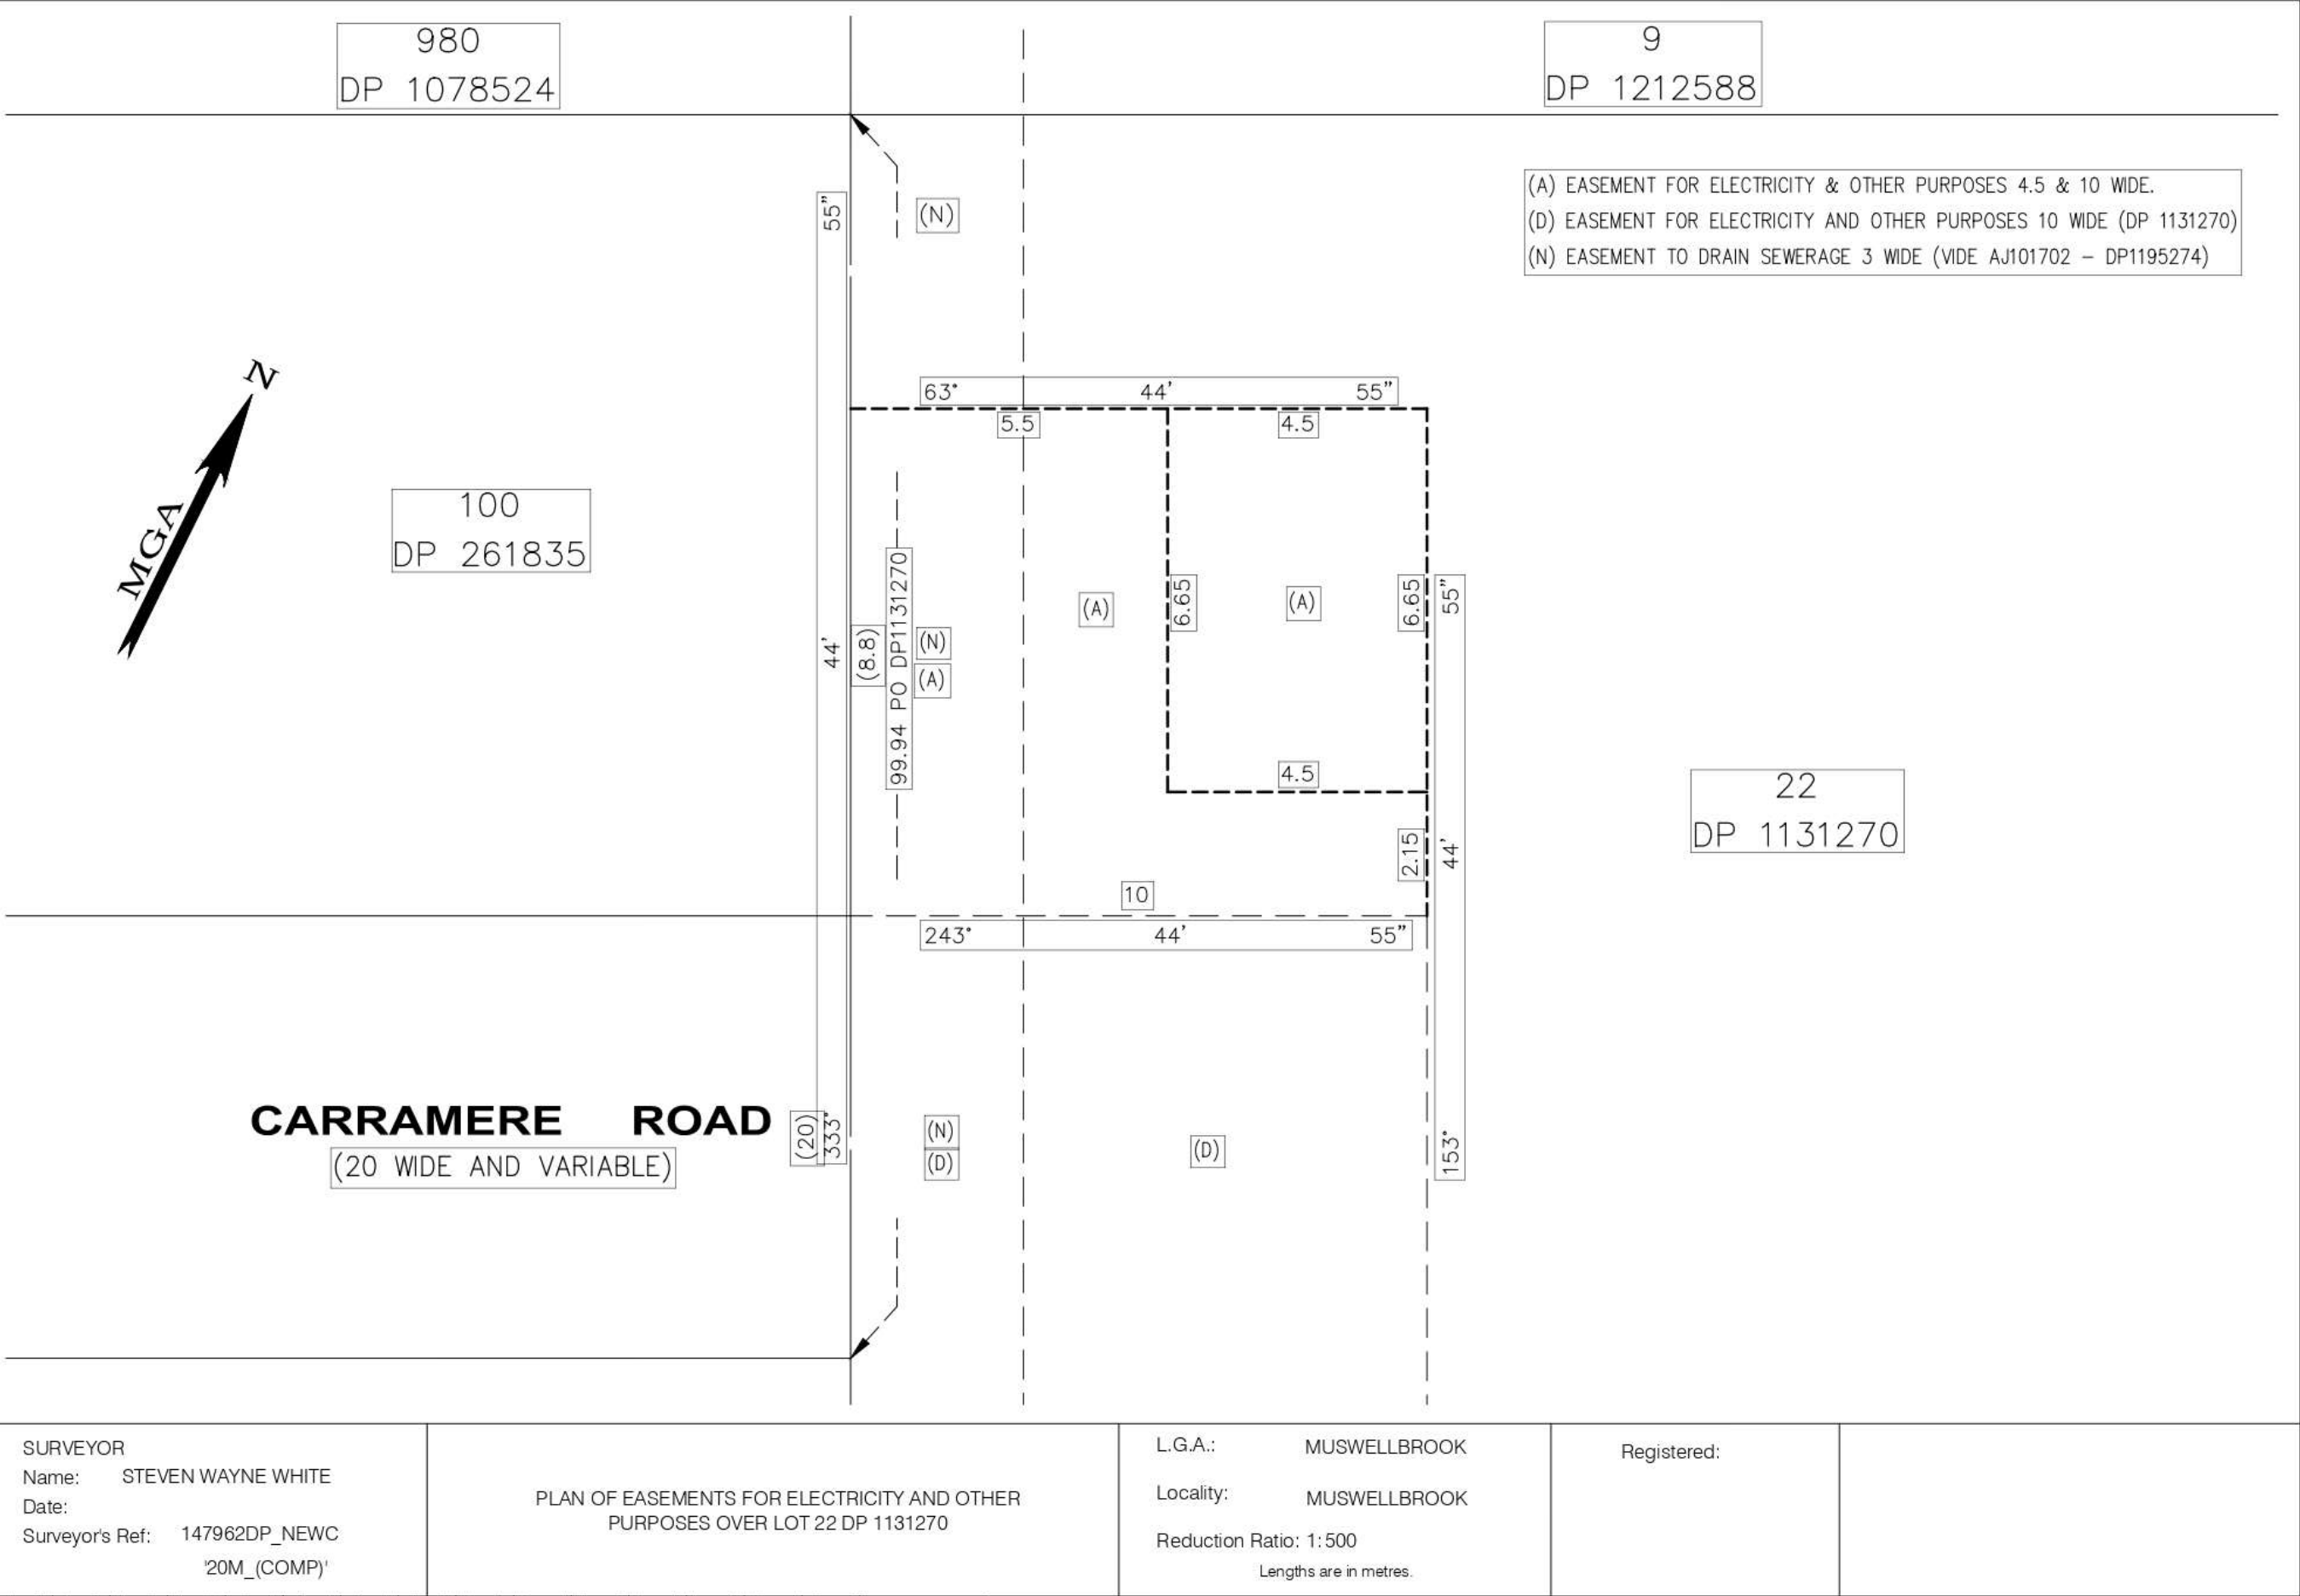 980
DP 1078524
9
DP 1212588
(A) EASEMENT FOR ELECTRICITY & OTHER PURPOSES 4.5 & 10 WIDE.
(D) EASEMENT FOR ELECTRICITY AND OTHER PURPOSES 10 WIDE (DP 1131270)
(N) EASEMENT TO DRAIN SEWERAGE 3 WIDE (VIDE AJ101702 – DP1195274)
(N)
N
MGA
63° 44' 55"
5.5
4.5
100
DP 261835
333° 44' 55"
(8.8)
99.94 PO DP1131270
(N)
(A)
(A)
6.65
(A)
6.65
153° 44' 55"
4.5
2.15
22
DP 1131270
10
243° 44' 55"
CARRAMERE ROAD
(20 WIDE AND VARIABLE)
(20)
(N)
(D)
(D)
SURVEYOR
Name: STEVEN WAYNE WHITE
Date:
Surveyor's Ref: 147962DP_NEWC
'20M_(COMP)'
PLAN OF EASEMENTS FOR ELECTRICITY AND OTHER
PURPOSES OVER LOT 22 DP 1131270
L.G.A.: MUSWELLBROOK
Locality: MUSWELLBROOK
Reduction Ratio: 1:500
Lengths are in metres.
Registered: